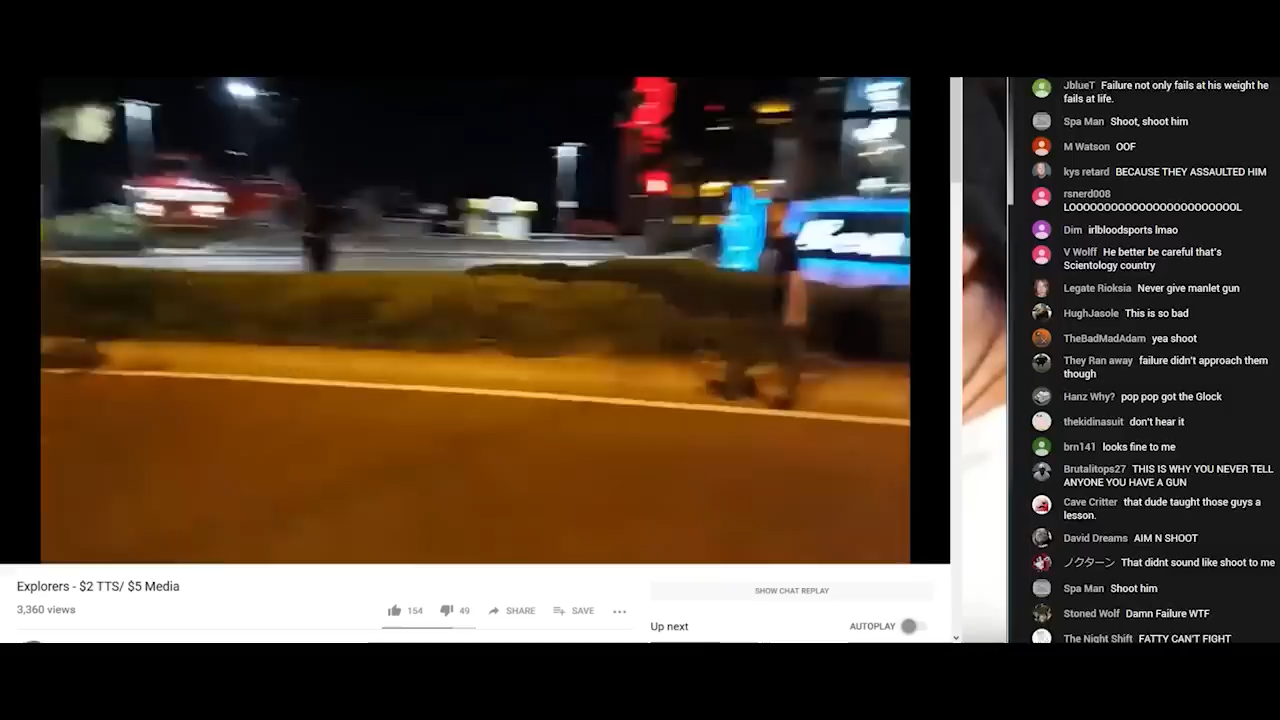 JblueT Failure not only fails at his weight he
fails at life.
Spa Man Shoot, shoot him
M Watson OOF
kys retard BECAUSE THEY ASSAULTED HIM
rsnerd008
LOOOOOOOOOOOOOOOOOOOOOOOOOL
Dim irlbloodsports lmao
V Wolff He better be careful that's
Scientology country
Legate Rioksia Never give manlet gun
HughJasole This is so bad
TheBadMadAdam yea shoot
They Ran away failure didn't approach them
though
Hanz Why? pop pop got the Glock
thekidinasuit don't hear it
brn141 looks fine to me
Brutalitops27 THIS IS WHY YOU NEVER TELL
ANYONE YOU HAVE A GUN
Cave Critter that dude taught those guys a
lesson.
David Dreams AIM N SHOOT
ノクターン That didnt sound like shoot to me
Spa Man Shoot him
Stoned Wolf Damn Failure WTF
The Night Shift FATTY CAN'T FIGHT
Explorers - $2 TTS/ $5 Media
3,360 views
154 49 SHARE SAVE
SHOW CHAT REPLAY
Up next AUTOPLAY